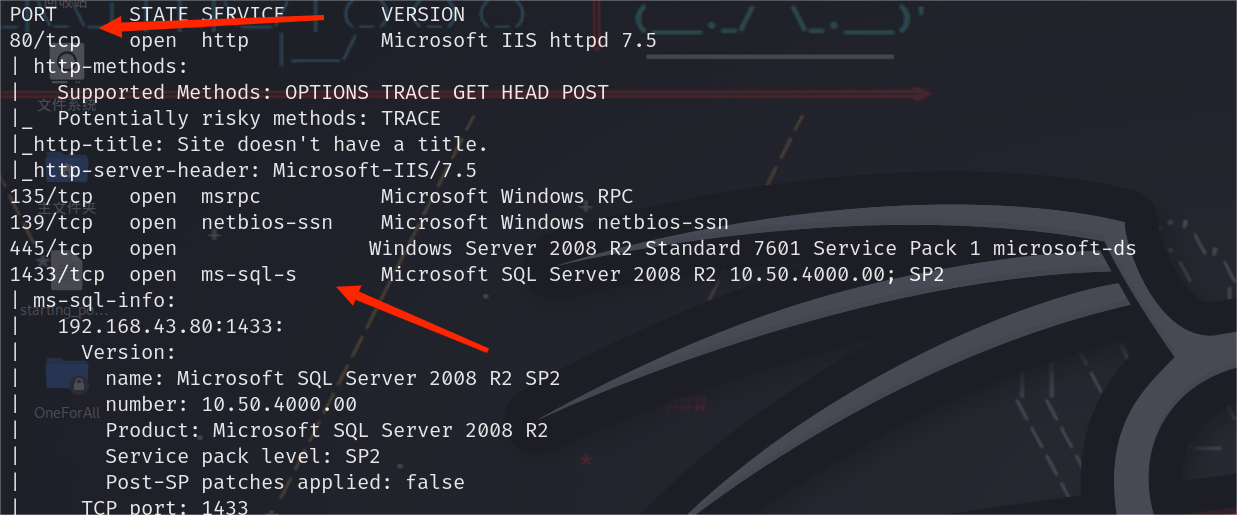 回收站
PORT STATE SERVICE VERSION
80/tcp open http Microsoft IIS httpd 7.5
| http-methods:
| Supported Methods: OPTIONS TRACE GET HEAD POST
文件系统
|_ Potentially risky methods: TRACE
|_http-title: Site doesn't have a title.
|_http-server-header: Microsoft-IIS/7.5
135/tcp open msrpc Microsoft Windows RPC
主文件夹
139/tcp open netbios-ssn Microsoft Windows netbios-ssn
445/tcp open Windows Server 2008 R2 Standard 7601 Service Pack 1 microsoft-ds
1433/tcp open ms-sql-s Microsoft SQL Server 2008 R2 10.50.4000.00; SP2
| ms-sql-info:
starting_po...
| 192.168.43.80:1433:
| Version:
| name: Microsoft SQL Server 2008 R2 SP2
| number: 10.50.4000.00
OneForAll
| Product: Microsoft SQL Server 2008 R2
| Service pack level: SP2
| Post-SP patches applied: false
| TCP port: 1433